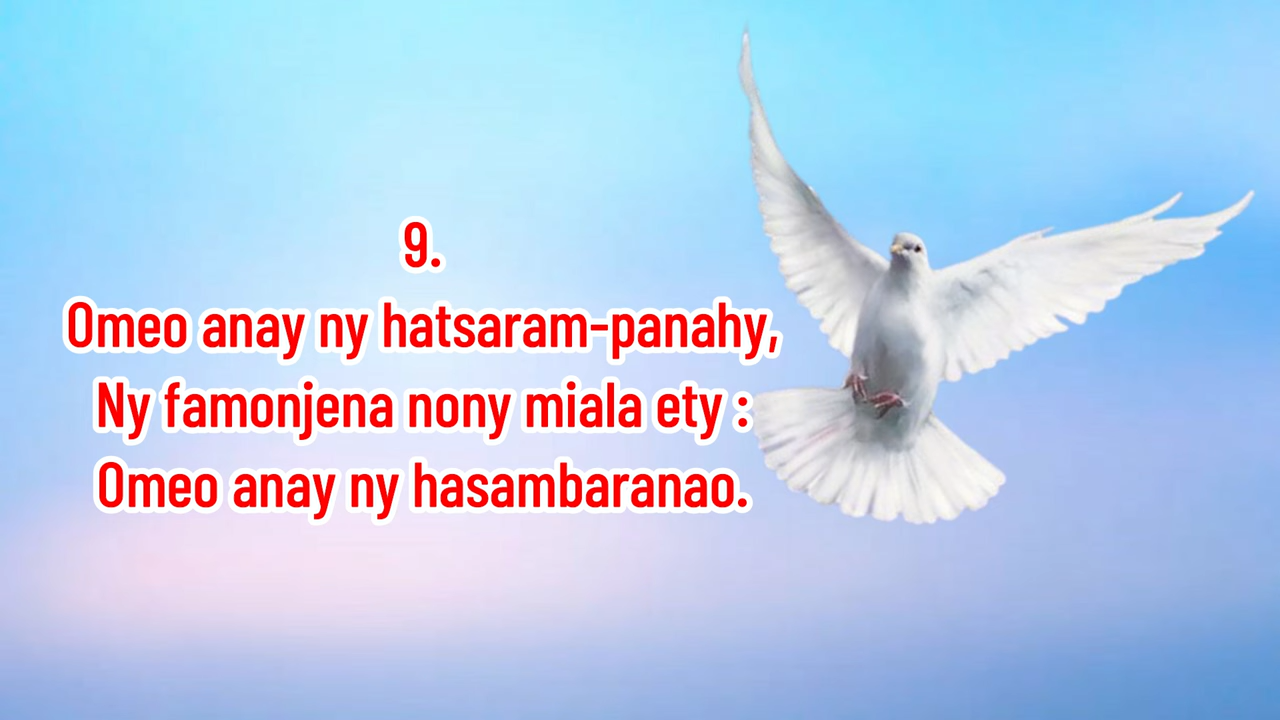 9.
Omeo anay ny hatsaram-panahy,
Ny famonjena nony miala ety :
Omeo anay ny hasambaranao.